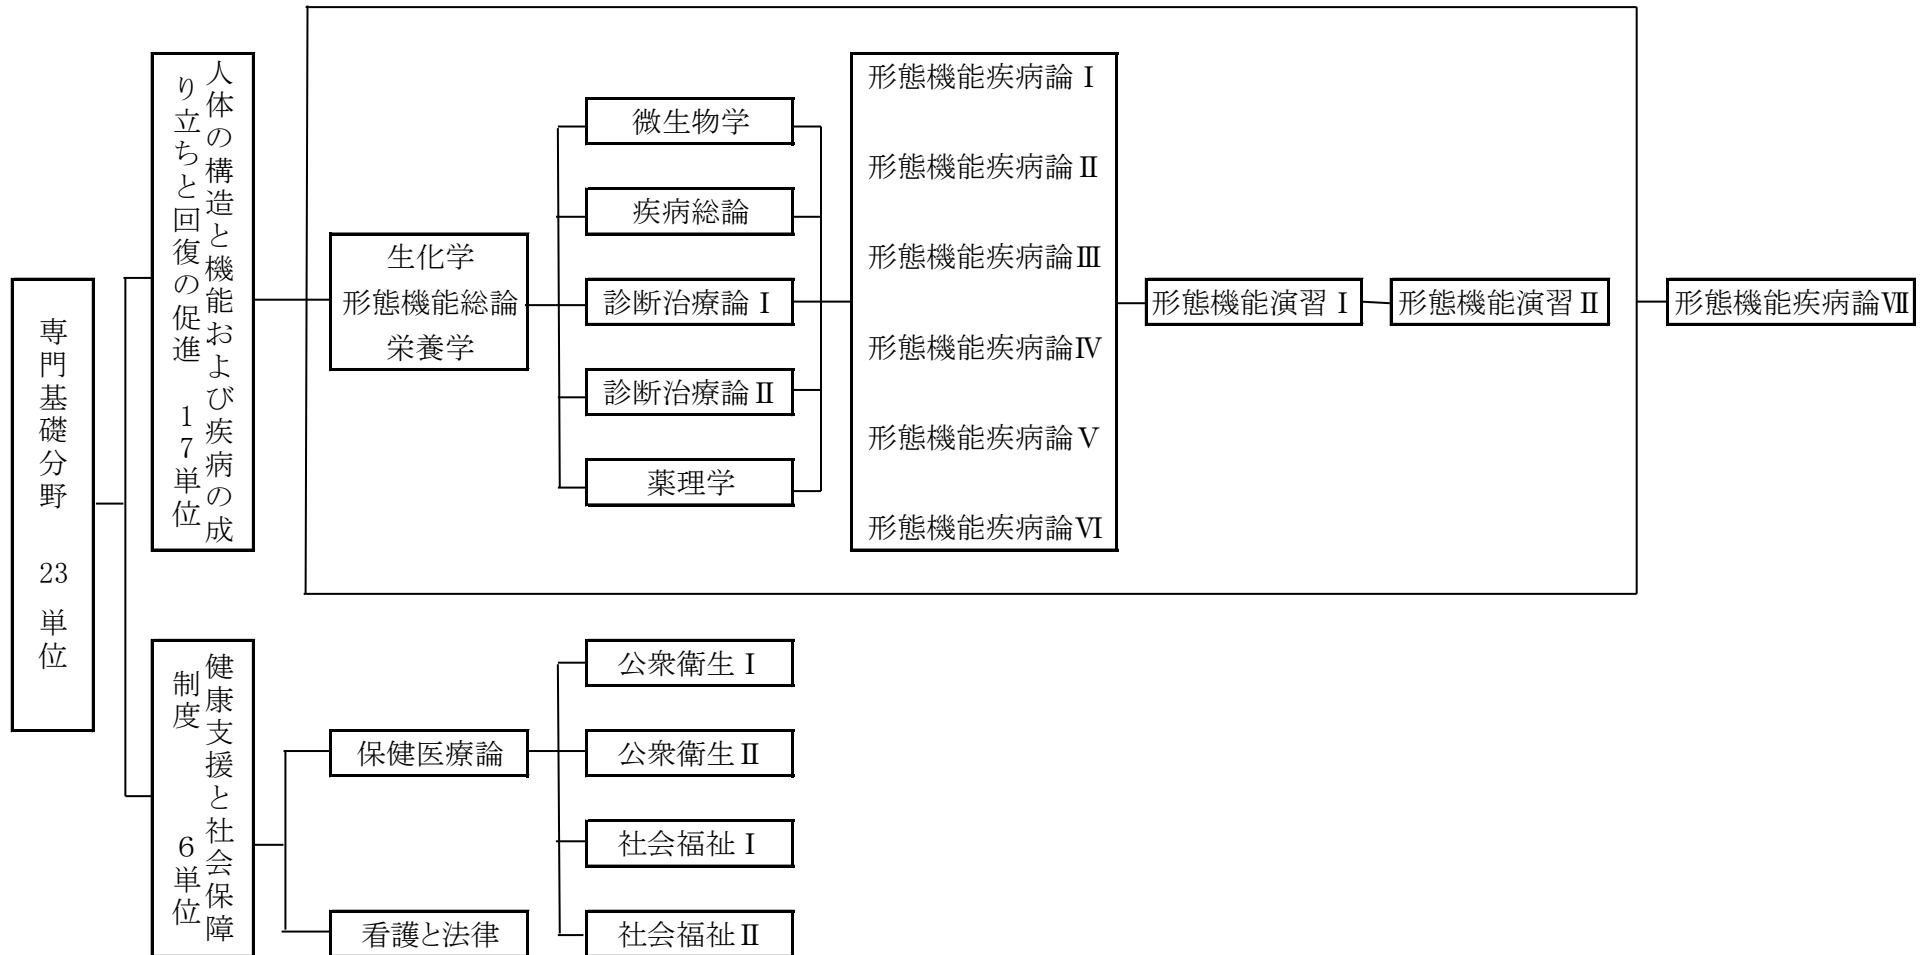 専門基礎分野 23単位
人体の構造と機能および疾病の成
り立ちと回復の促進 17単位
生化学
形態機能総論
栄養学
微生物学
疾病総論
診断治療論Ⅰ
診断治療論Ⅱ
薬理学
形態機能疾病論Ⅰ
形態機能疾病論Ⅱ
形態機能疾病論Ⅲ
形態機能疾病論Ⅳ
形態機能疾病論Ⅴ
形態機能疾病論Ⅵ
形態機能演習Ⅰ
形態機能演習Ⅱ
形態機能疾病論Ⅶ
健康支援と社会保障
制度 6単位
保健医療論
看護と法律
公衆衛生Ⅰ
公衆衛生Ⅱ
社会福祉Ⅰ
社会福祉Ⅱ